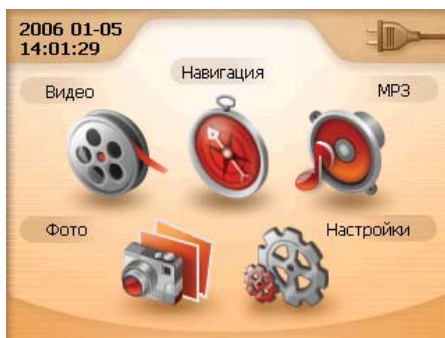 2006 01-05
14:01:29
Навигация
Видео
MP3
Фото
Настройки